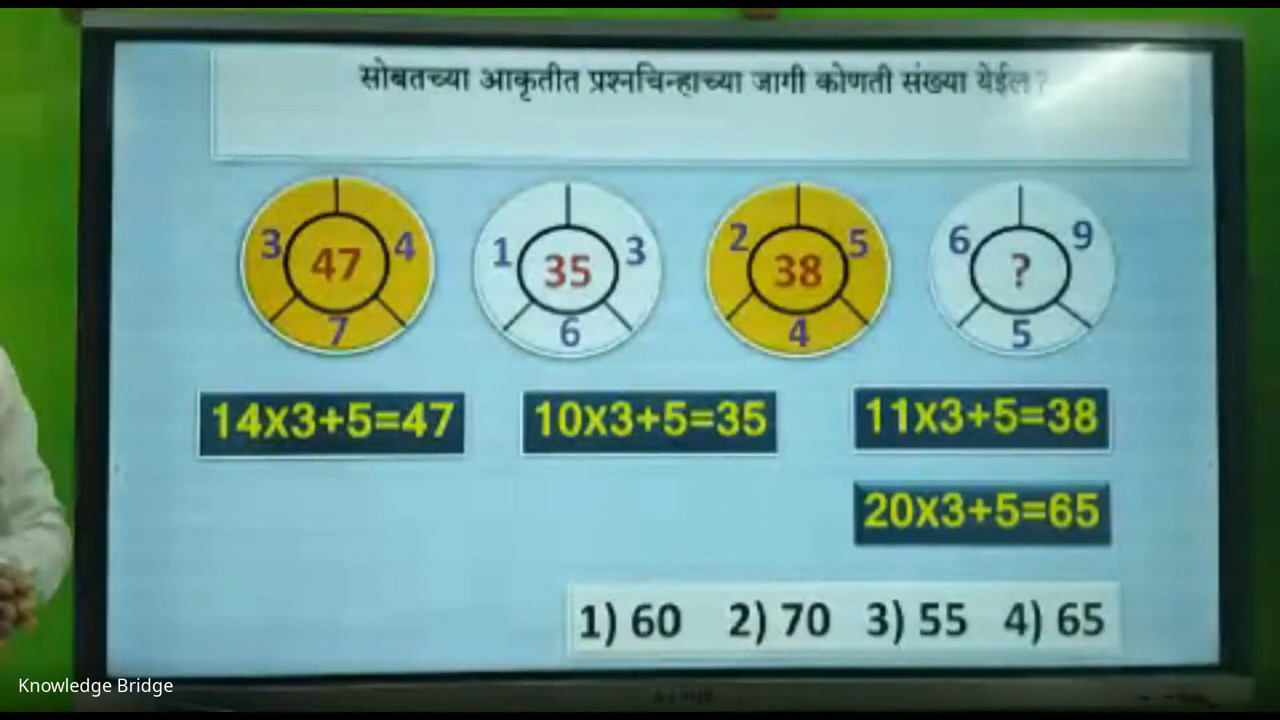 सोबतच्या आकृतीत प्रश्नचिन्हाच्या जागी कोणती संख्या येईल?
3 47 4 7
1 35 3 6
2 38 5 4
6 ? 9 5
14x3+5=47 10x3+5=35 11x3+5=38
20x3+5=65
1) 60 2) 70 3) 55 4) 65
Knowledge Bridge